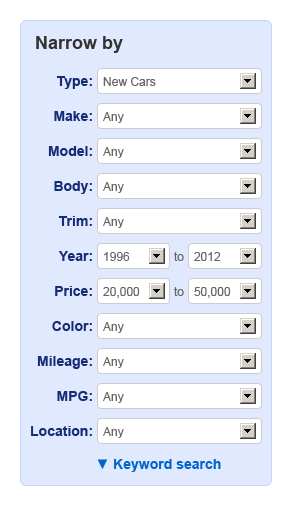 Narrow by
Type: New Cars
Make: Any
Model: Any
Body: Any
Trim: Any
Year: 1996 to 2012
Price: 20,000 to 50,000
Color: Any
Mileage: Any
MPG: Any
Location: Any
▼ Keyword search